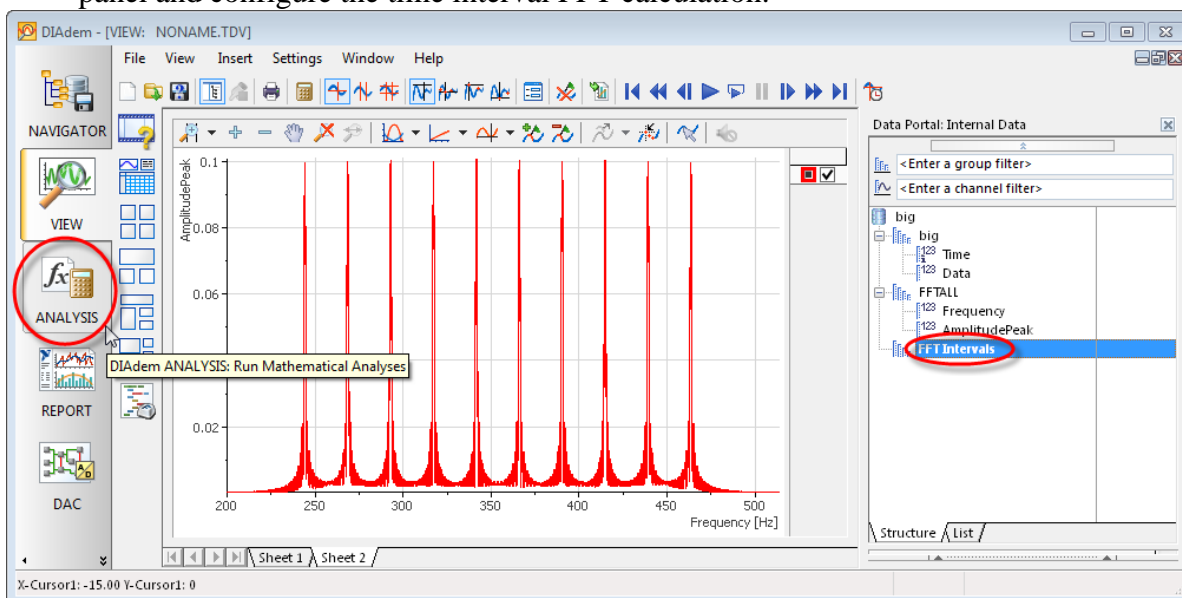 panel and configure the time interval FFT calculation.
DIAdem - [VIEW: NONAME.TDV]
File View Insert Settings Window Help
NAVIGATOR
VIEW
ANALYSIS
REPORT
DAC
DIAdem ANALYSIS: Run Mathematical Analyses
AmplitudePeak
0.1
0.08
0.06
0.02
200 250 300 350 400 450 500
Frequency [Hz]
Sheet 1 Sheet 2
Data Portal: Internal Data
<Enter a group filter>
<Enter a channel filter>
big
big
Time
Data
FFTALL
Frequency
AmplitudePeak
FFT Intervals
Structure List
X-Cursor1: -15.00 Y-Cursor1: 0